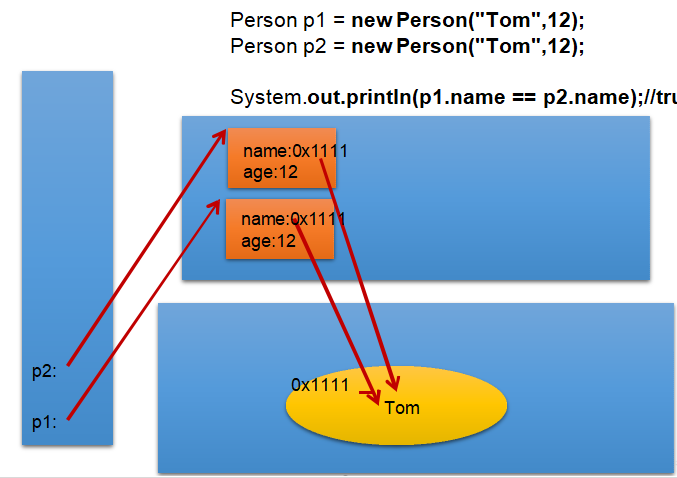 Person p1 = new Person("Tom",12);
Person p2 = new Person("Tom",12);
System.out.println(p1.name == p2.name);//tru
name:0x1111
age:12
name:0x1111
age:12
p2:
p1:
0x1111
Tom